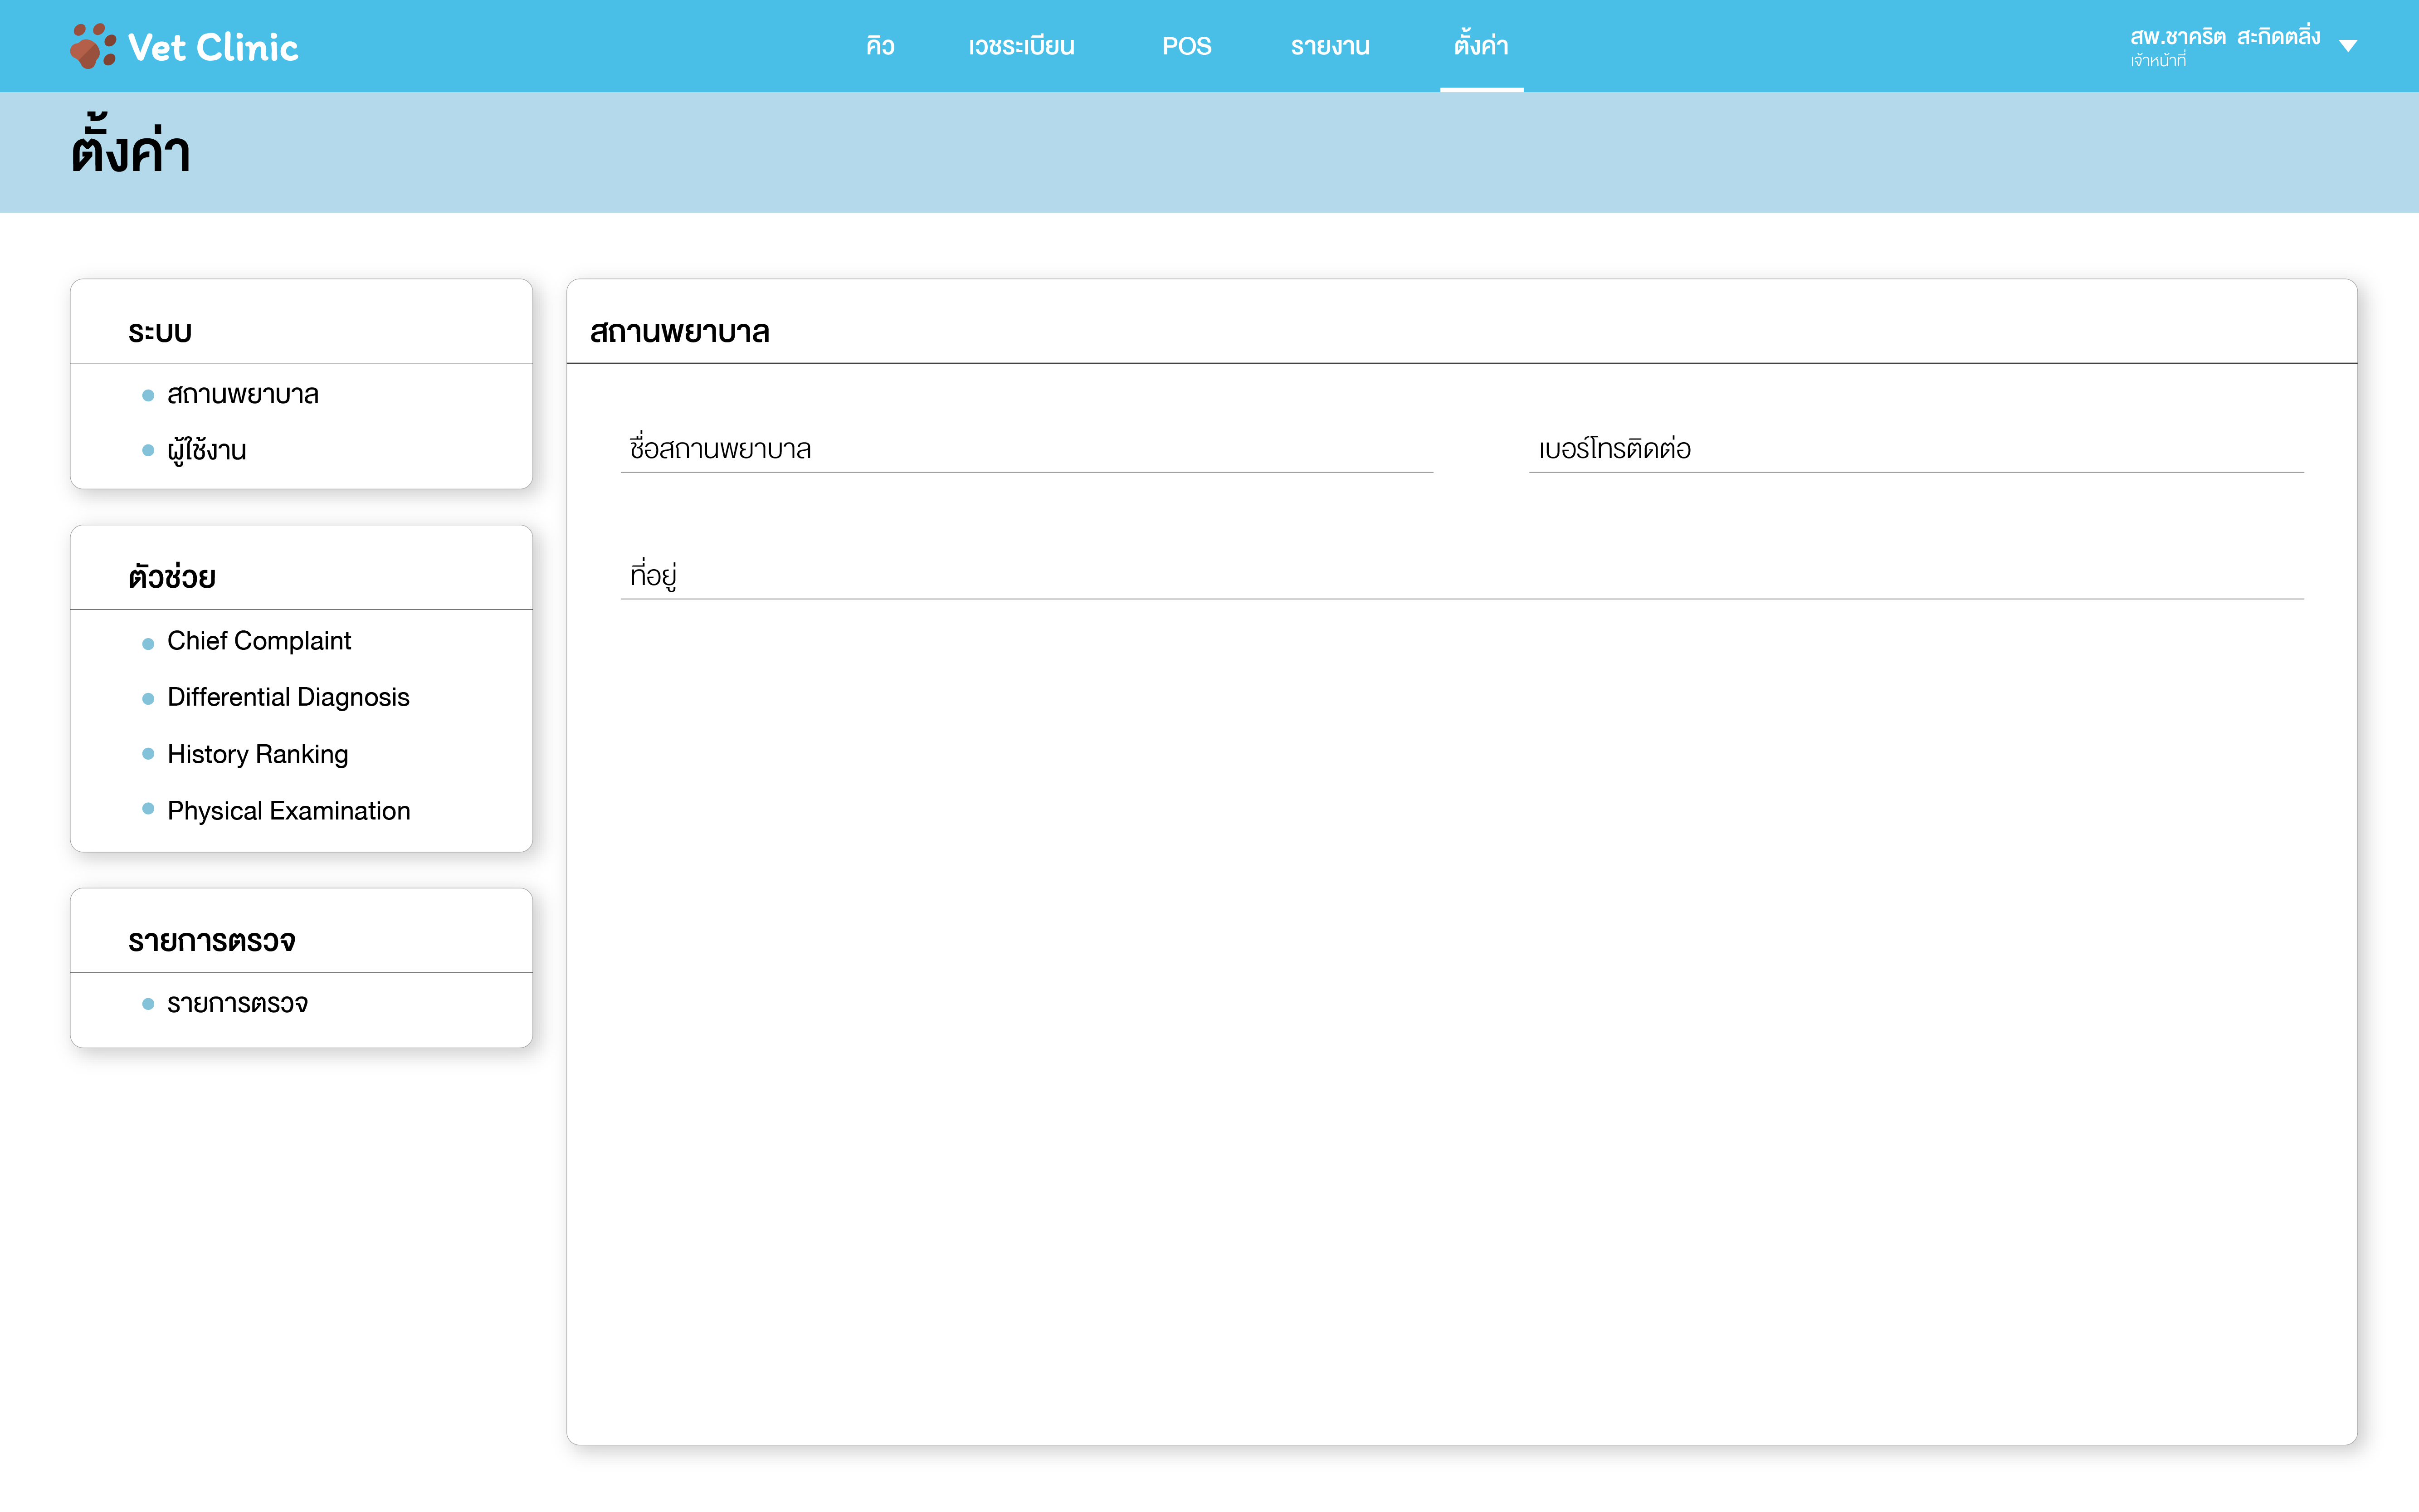 Vet Clinic
คิว
เวชระเบียน
POS
รายงาน
ตั้งค่า
สพ.ชาคริต สะกิดตลิ่ง
เจ้าหน้าที่
ตั้งค่า
ระบบ
สถานพยาบาล
ผู้ใช้งาน
ตัวช่วย
Chief Complaint
Differential Diagnosis
History Ranking
Physical Examination
รายการตรวจ
รายการตรวจ
สถานพยาบาล
ชื่อสถานพยาบาล
เบอร์โทรติดต่อ
ที่อยู่